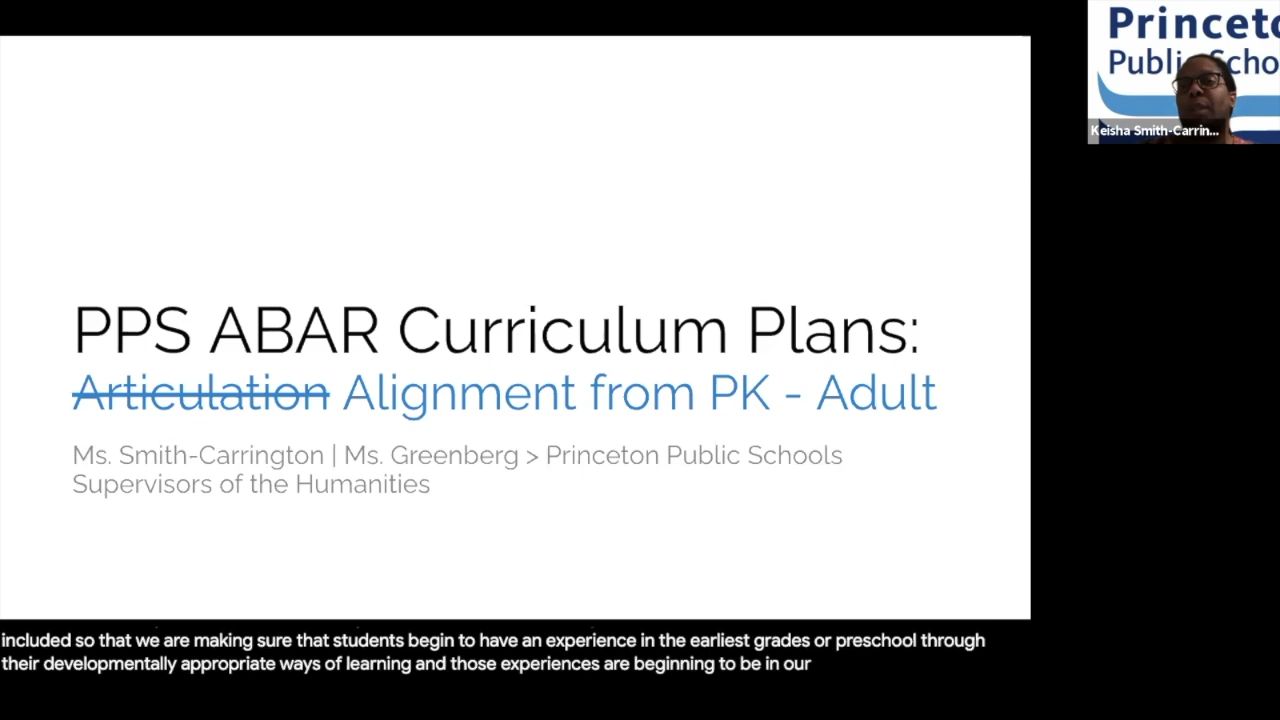 PPS ABAR Curriculum Plans:
Articulation Alignment from PK - Adult
Ms. Smith-Carrington | Ms. Greenberg > Princeton Public Schools
Supervisors of the Humanities
Princeto
Public Scho
Keisha Smith-Carrin...
included so that we are making sure that students begin to have an experience in the earliest grades or preschool through
their developmentally appropriate ways of learning and those experiences are beginning to be in our